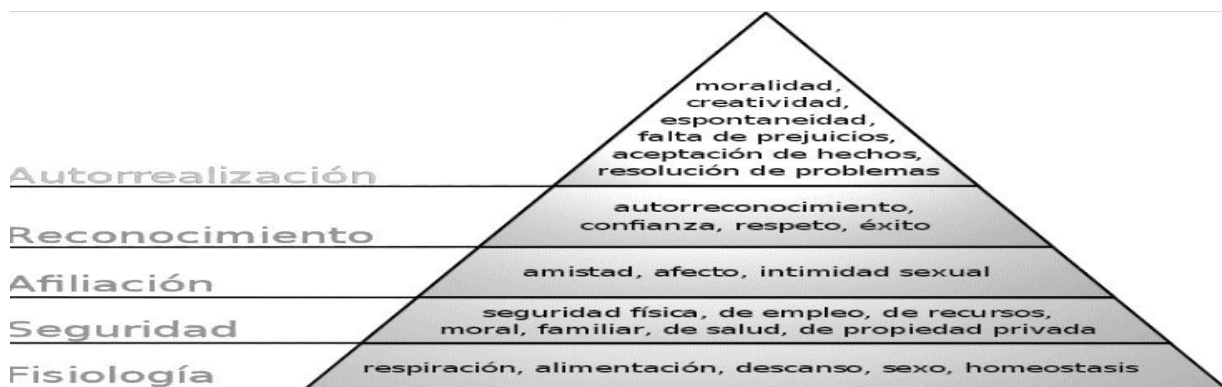 moralidad,
creatividad,
espontaneidad,
falta de prejuicios,
aceptación de hechos,
resolución de problemas
Autorrealización
autorreconocimiento,
confianza, respeto, éxito
Reconocimiento
amistad, afecto, intimidad sexual
Afiliación
seguridad física, de empleo, de recursos,
moral, familiar, de salud, de propiedad privada
Seguridad
respiración, alimentación, descanso, sexo, homeostasis
Fisiología